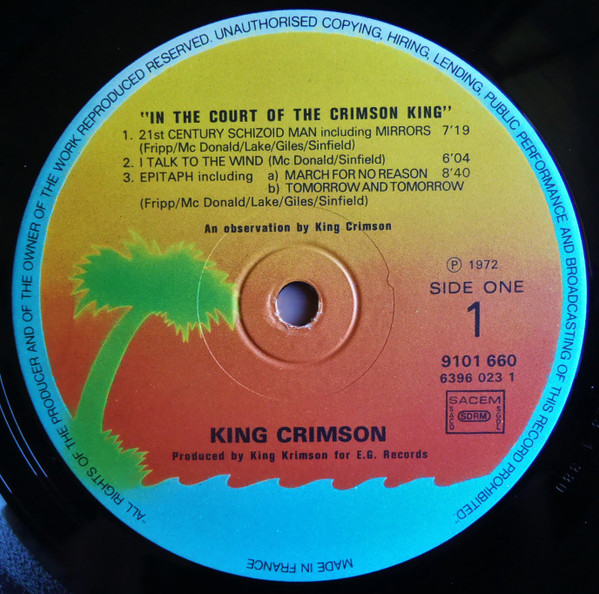 "IN THE COURT OF THE CRIMSON KING"
1. 21st CENTURY SCHIZOID MAN including MIRRORS 7'19
(Fripp/Mc Donald/Lake/Giles/Sinfield)
2. I TALK TO THE WIND (Mc Donald/Sinfield) 6'04
3. EPITAPH including a) MARCH FOR NO REASON 8'40
b) TOMORROW AND TOMORROW
(Fripp/Mc Donald/Lake/Giles/Sinfield)
An observation by King Crimson
Ⓟ 1972
SIDE ONE
1
9101 660
6396 023 1
SACEM
SACD SDRM SGDL
KING CRIMSON
Produced by King Krimson for E.G. Records
"ALL RIGHTS OF THE PRODUCER AND OF THE OWNER OF THE WORK REPRODUCED RESERVED. UNAUTHORISED COPYING, HIRING, LENDING, PUBLIC PERFORMANCE AND BROADCASTING OF THIS RECORD PROHIBITED."
MADE IN FRANCE